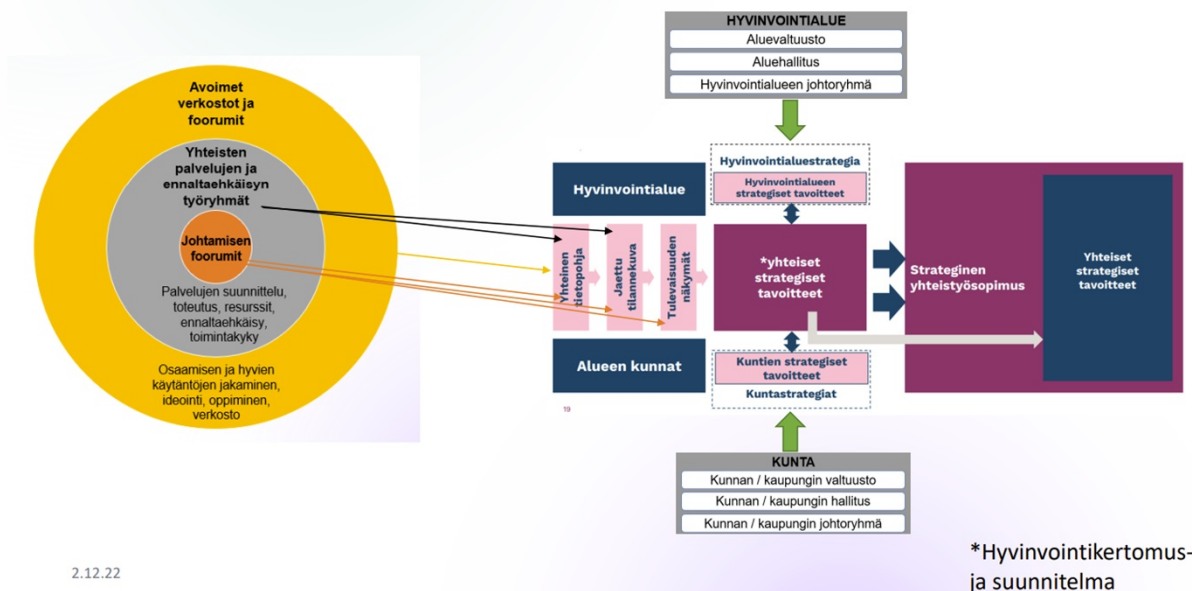 HYVINVOINTIALUE
Aluevaltuusto
Aluehallitus
Hyvinvointialueen johtoryhmä
Avoimet
verkostot ja
foorumit
Yhteisten
palvelujen ja
ennaltaehkäisyn
työryhmät
Johtamisen
foorumit
Palvelujen suunnittelu,
toteutus, resurssit,
ennaltaehkäisy,
toimintakyky
Osaamisen ja hyvien
käytäntöjen jakaminen,
ideointi, oppiminen,
verkosto
Hyvinvointialue
Hyvinvointialuestrategia
Hyvinvointialueen
strategiset tavoitteet
Yhteinen
tietopohja
Jaettu
tilannekuva
Tulevaisuuden
näkymät
*yhteiset
strategiset
tavoitteet
Strateginen
yhteistyösopimus
Yhteiset
strategiset
tavoitteet
Alueen kunnat
Kuntien strategiset
tavoitteet
Kuntastrategiat
19
KUNTA
Kunnan / kaupungin valtuusto
Kunnan / kaupungin hallitus
Kunnan / kaupungin johtoryhmä
*Hyvinvointikertomus-
ja suunnitelma
2.12.22